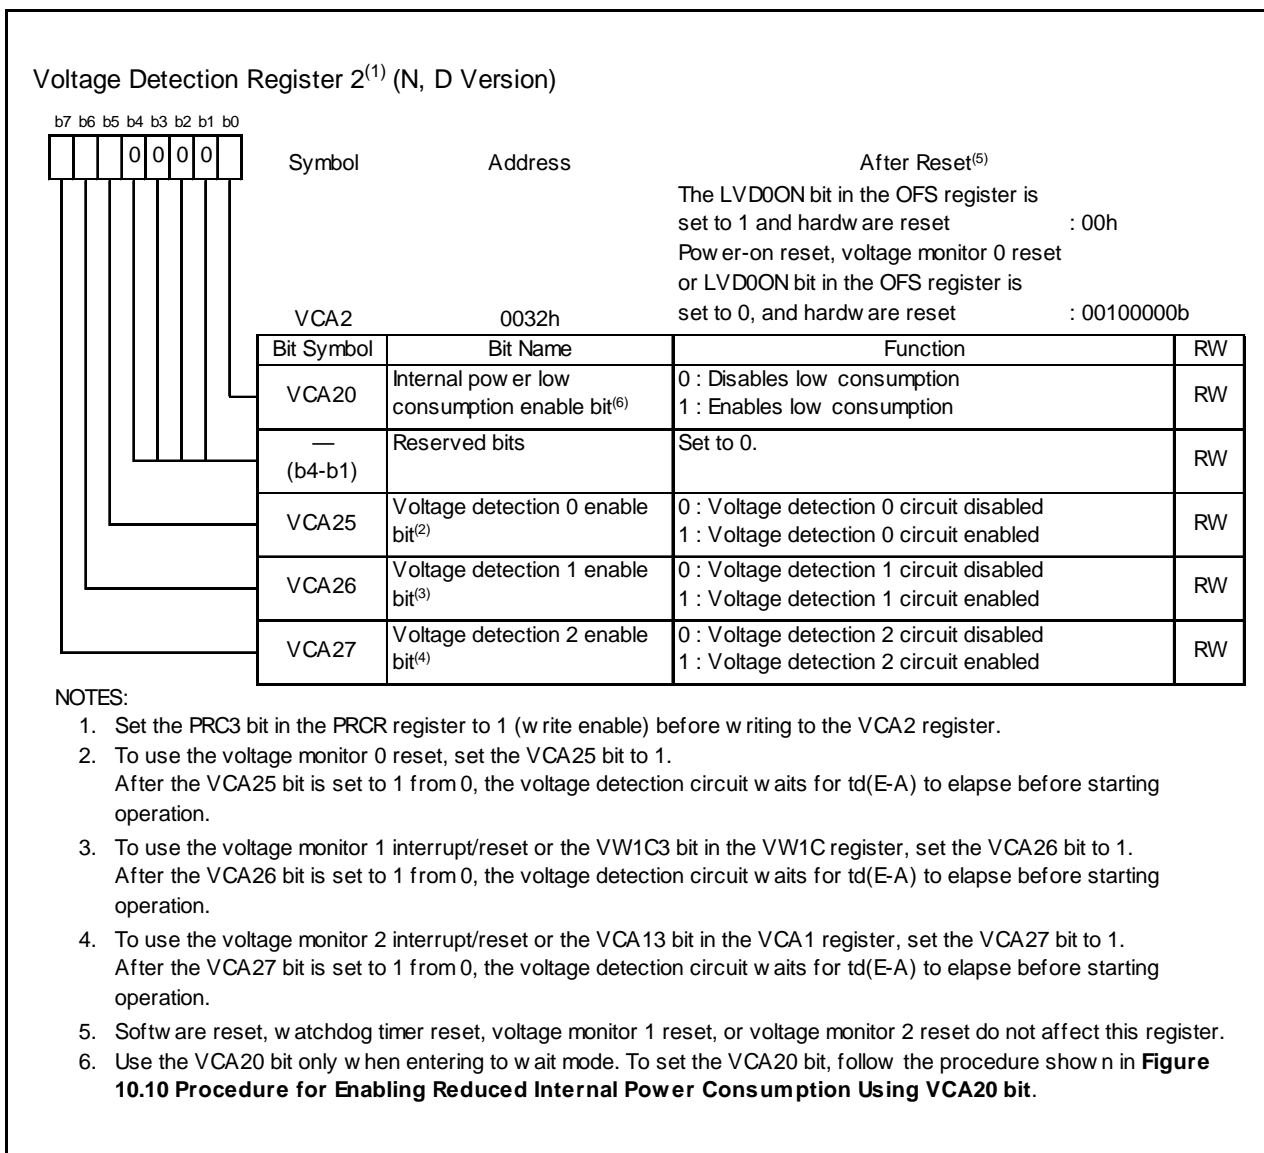 Voltage Detection Register 2(1) (N, D Version)
b7 b6 b5 b4 b3 b2 b1 b0
0 0 0 0
Symbol Address After Reset(5)
The LVD0ON bit in the OFS register is
set to 1 and hardware reset : 00h
Power-on reset, voltage monitor 0 reset
or LVD0ON bit in the OFS register is
VCA2 0032h set to 0, and hardware reset : 00100000b
Bit Symbol Bit Name Function RW
VCA20 Internal power low 0 : Disables low consumption RW
consumption enable bit(6) 1 : Enables low consumption
— Reserved bits Set to 0. RW
(b4-b1)
VCA25 Voltage detection 0 enable 0 : Voltage detection 0 circuit disabled RW
bit(2) 1 : Voltage detection 0 circuit enabled
VCA26 Voltage detection 1 enable 0 : Voltage detection 1 circuit disabled RW
bit(3) 1 : Voltage detection 1 circuit enabled
VCA27 Voltage detection 2 enable 0 : Voltage detection 2 circuit disabled RW
bit(4) 1 : Voltage detection 2 circuit enabled
NOTES:
1. Set the PRC3 bit in the PRCR register to 1 (write enable) before writing to the VCA2 register.
2. To use the voltage monitor 0 reset, set the VCA25 bit to 1.
After the VCA25 bit is set to 1 from 0, the voltage detection circuit waits for td(E-A) to elapse before starting
operation.
3. To use the voltage monitor 1 interrupt/reset or the VW1C3 bit in the VW1C register, set the VCA26 bit to 1.
After the VCA26 bit is set to 1 from 0, the voltage detection circuit waits for td(E-A) to elapse before starting
operation.
4. To use the voltage monitor 2 interrupt/reset or the VCA13 bit in the VCA1 register, set the VCA27 bit to 1.
After the VCA27 bit is set to 1 from 0, the voltage detection circuit waits for td(E-A) to elapse before starting
operation.
5. Software reset, watchdog timer reset, voltage monitor 1 reset, or voltage monitor 2 reset do not affect this register.
6. Use the VCA20 bit only when entering to wait mode. To set the VCA20 bit, follow the procedure shown in Figure
10.10 Procedure for Enabling Reduced Internal Power Consumption Using VCA20 bit.